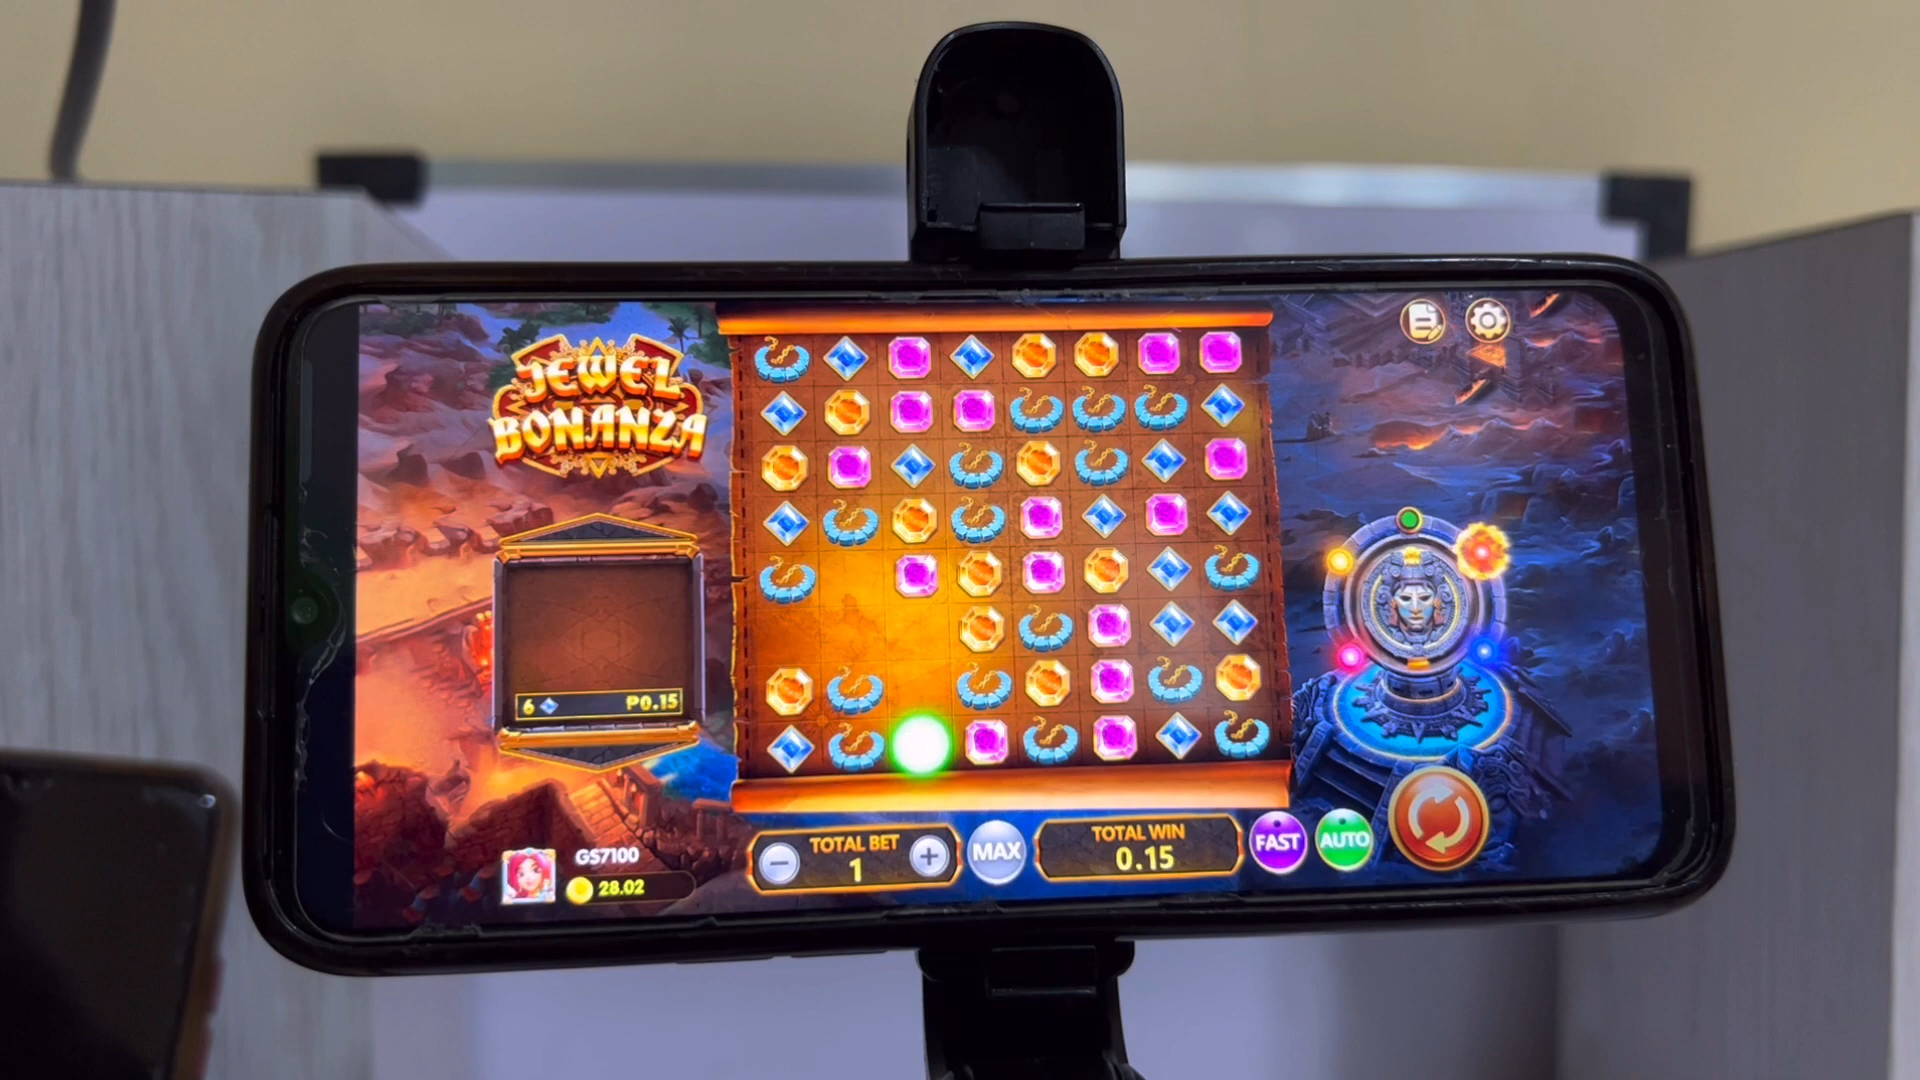 JEWEL
BONANZA
6 P0.15
GS7100
28.02
TOTAL BET
1
MAX
TOTAL WIN
0.15
FAST
AUTO